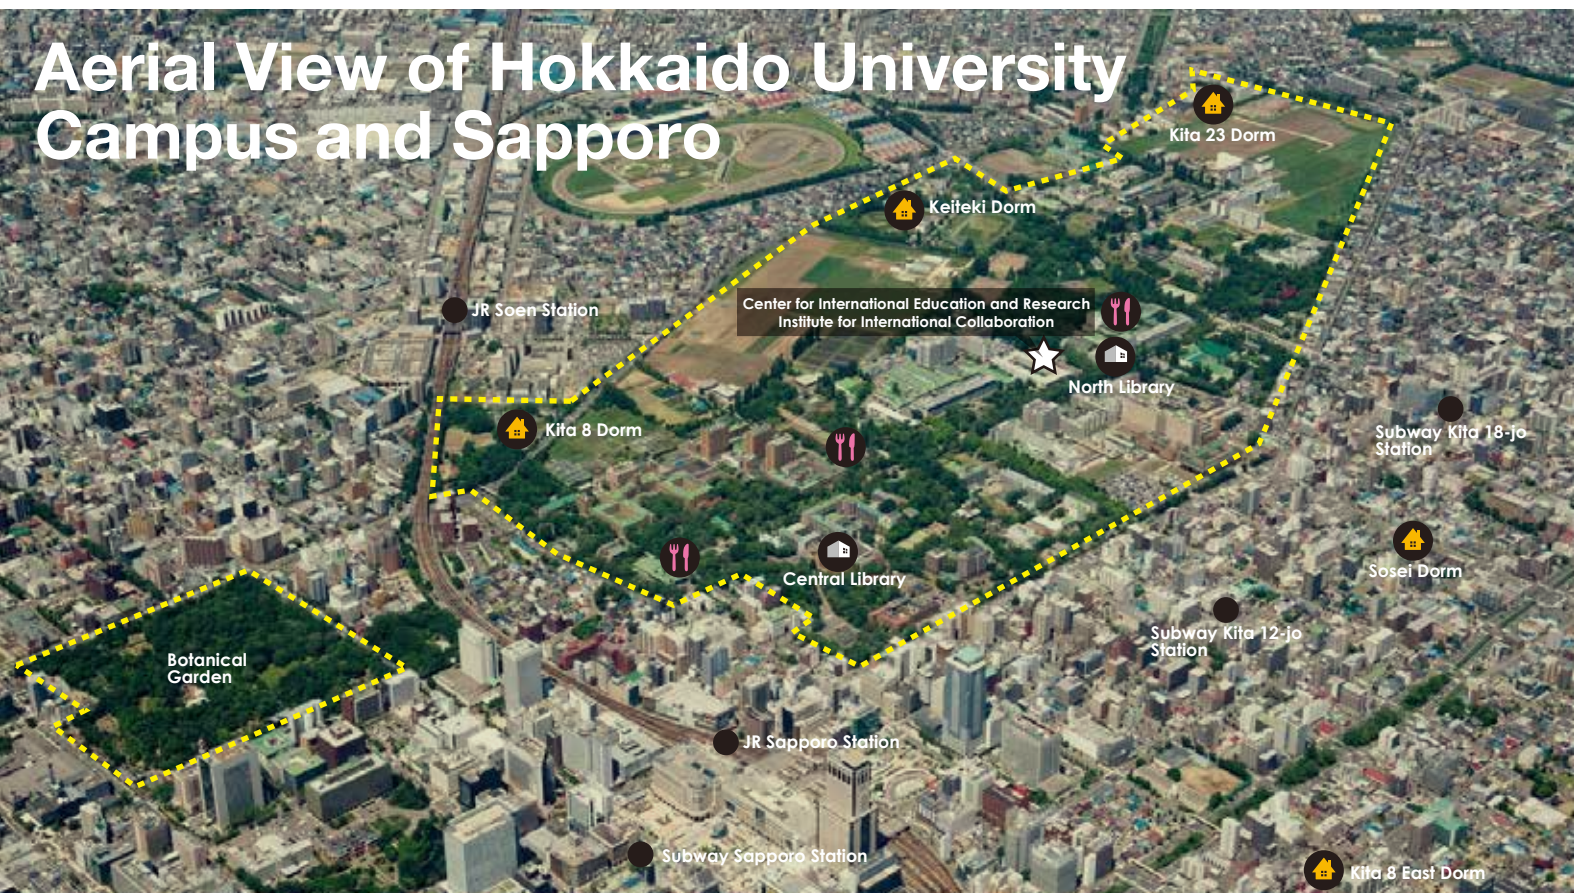 Aerial View of Hokkaido University
Campus and Sapporo
Kita 23 Dorm
Keiteki Dorm
Center for International Education and Research
Institute for International Collaboration
JR Soen Station
North Library
Kita 8 Dorm
Subway Kita 18-jo
Station
Central Library
Sosei Dorm
Subway Kita 12-jo
Station
Botanical
Garden
JR Sapporo Station
Subway Sapporo Station
Kita 8 East Dorm